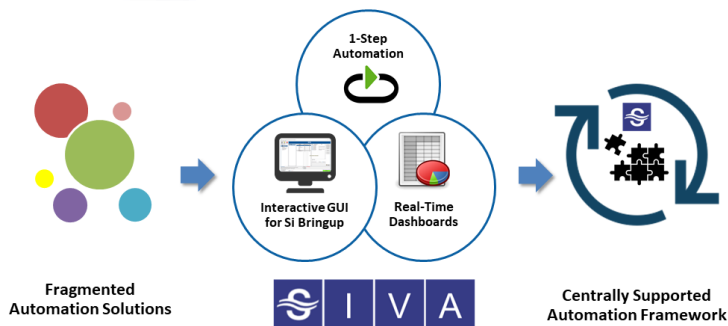 1-Step
Automation
Interactive GUI
for Si Bringup
Real-Time
Dashboards
Fragmented
Automation Solutions
S I V A
S
Centrally Supported
Automation Framework